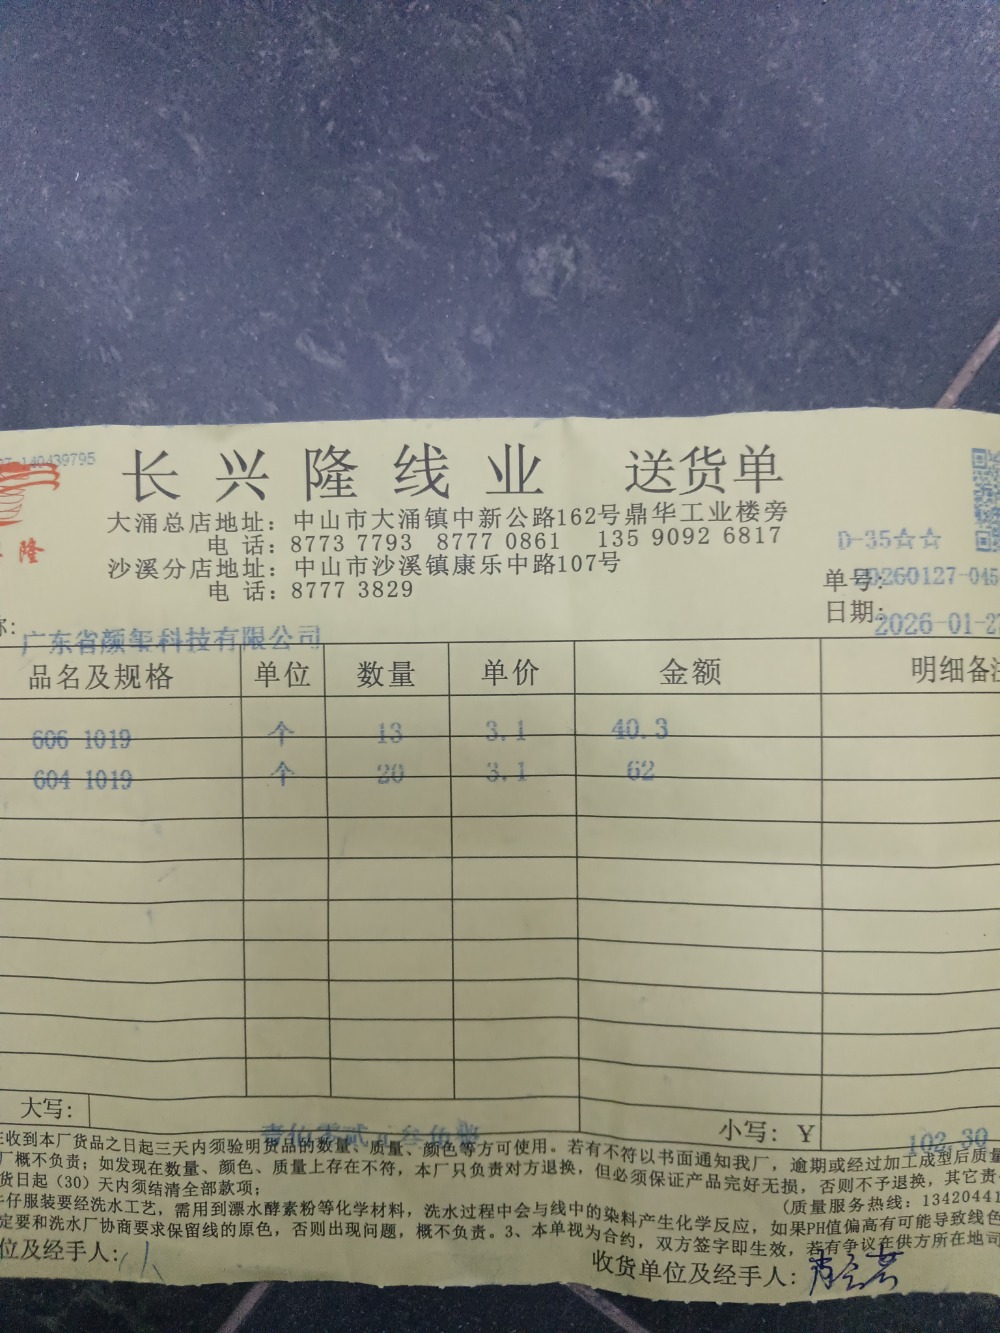 140439795
长兴隆线业 送货单
大涌总店地址：中山市大涌镇中新公路162号鼎华工业楼旁
电 话：8773 7793 8777 0861 135 9092 6817
D-35☆☆
隆
沙溪分店地址：中山市沙溪镇康乐中路107号
单号:
260127-045
电 话：8777 3829
日期:
2026-01-27
称:
广东省颜玺科技有限公司
品名及规格 单位 数量 单价 金额 明细备注
606 1019 个 13 3.1 40.3
604 1019 个 20 3.1 62
大写: 小写: Y 102.30
收到本厂货品之日起三天内须验明货品的数量、质量、颜色等方可使用。若有不符以书面通知我厂，逾期或经过加工成型后质量
厂概不负责；如发现在数量、颜色、质量上存在不符，本厂只负责对方退换，但必须保证产品完好无损，否则不予退换，其它责
货日起（30）天内须结清全部款项；
(质量服务热线：13420441
牛仔服装要经洗水工艺，需用到漂水酵素粉等化学材料，洗水过程中会与线中的染料产生化学反应，如果PH值偏高有可能导致线色
定要和洗水厂协商要求保留线的原色，否则出现问题，概不负责。3、本单视为合约，双方签字即生效，若有争议在供方所在地司
位及经手人:
收货单位及经手人: